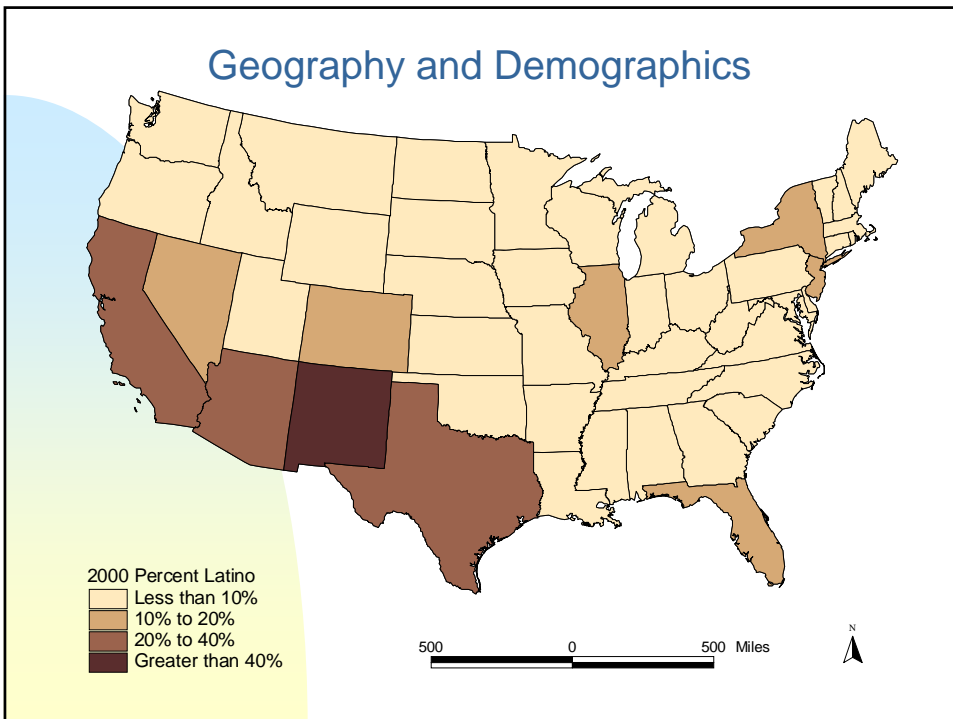 Geography and Demographics
2000 Percent Latino
Less than 10%
10% to 20%
20% to 40%
Greater than 40%
500 0 500 Miles
N